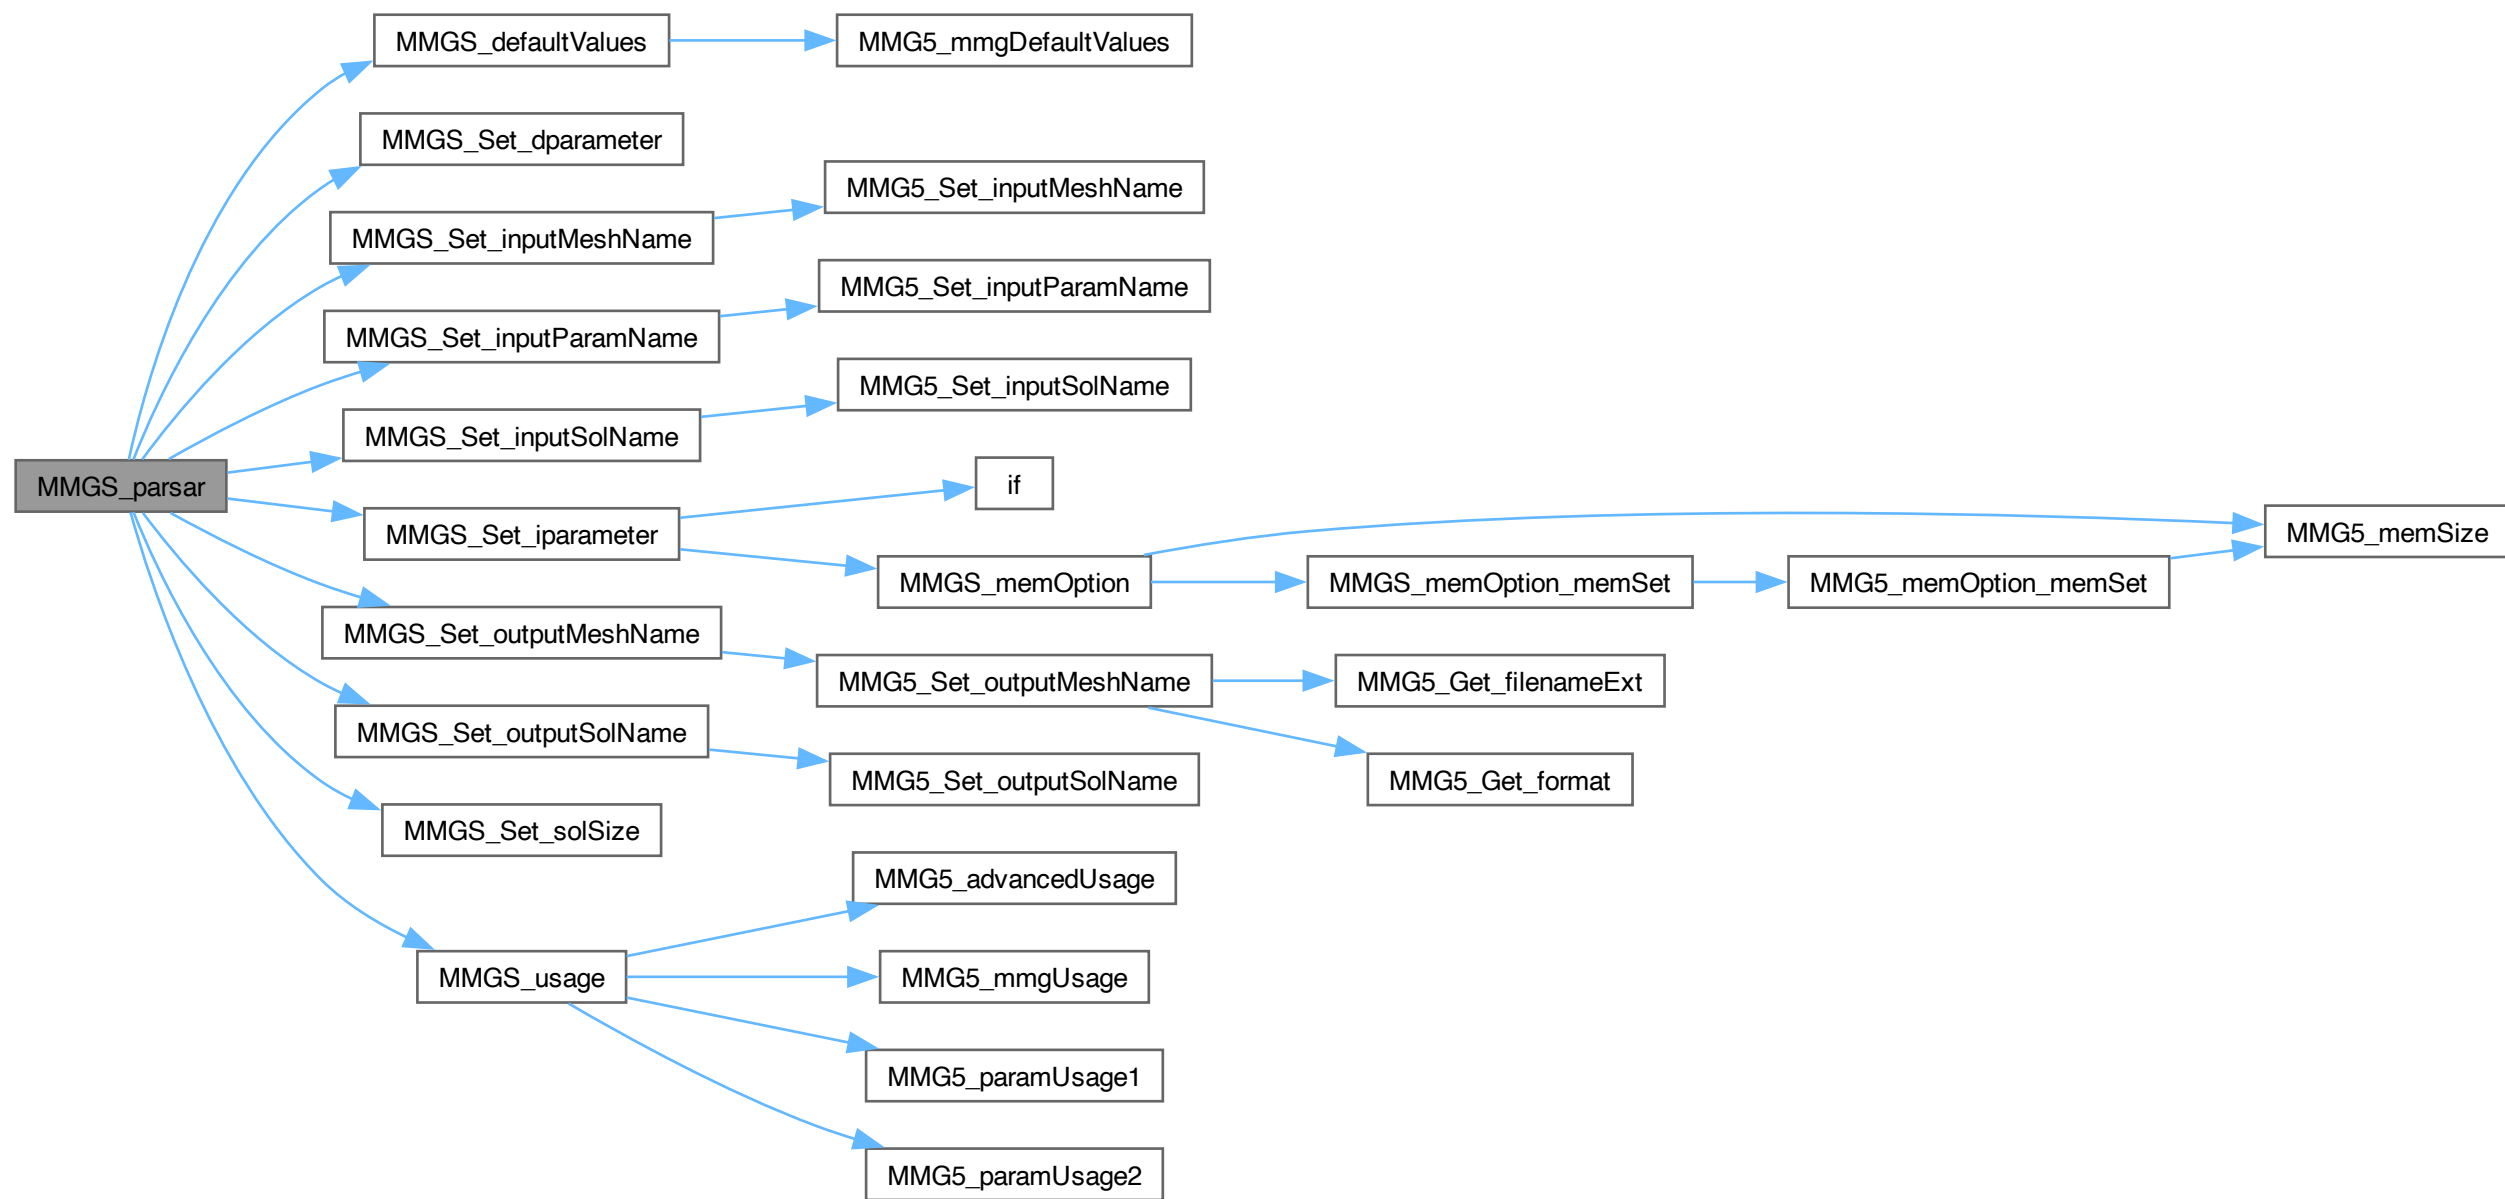 MMGS_defaultValues
MMG5_mmgDefaultValues
MMGS_Set_dparameter
MMG5_Set_inputMeshName
MMGS_Set_inputMeshName
MMG5_Set_inputParamName
MMGS_Set_inputParamName
MMG5_Set_inputSolName
MMGS_Set_inputSolName
MMGS_parsar
if
MMGS_Set_iparameter
MMG5_memSize
MMGS_memOption
MMGS_memOption_memSet
MMG5_memOption_memSet
MMGS_Set_outputMeshName
MMG5_Set_outputMeshName
MMG5_Get_filenameExt
MMGS_Set_outputSolName
MMG5_Set_outputSolName
MMG5_Get_format
MMGS_Set_solSize
MMG5_advancedUsage
MMGS_usage
MMG5_mmgUsage
MMG5_paramUsage1
MMG5_paramUsage2